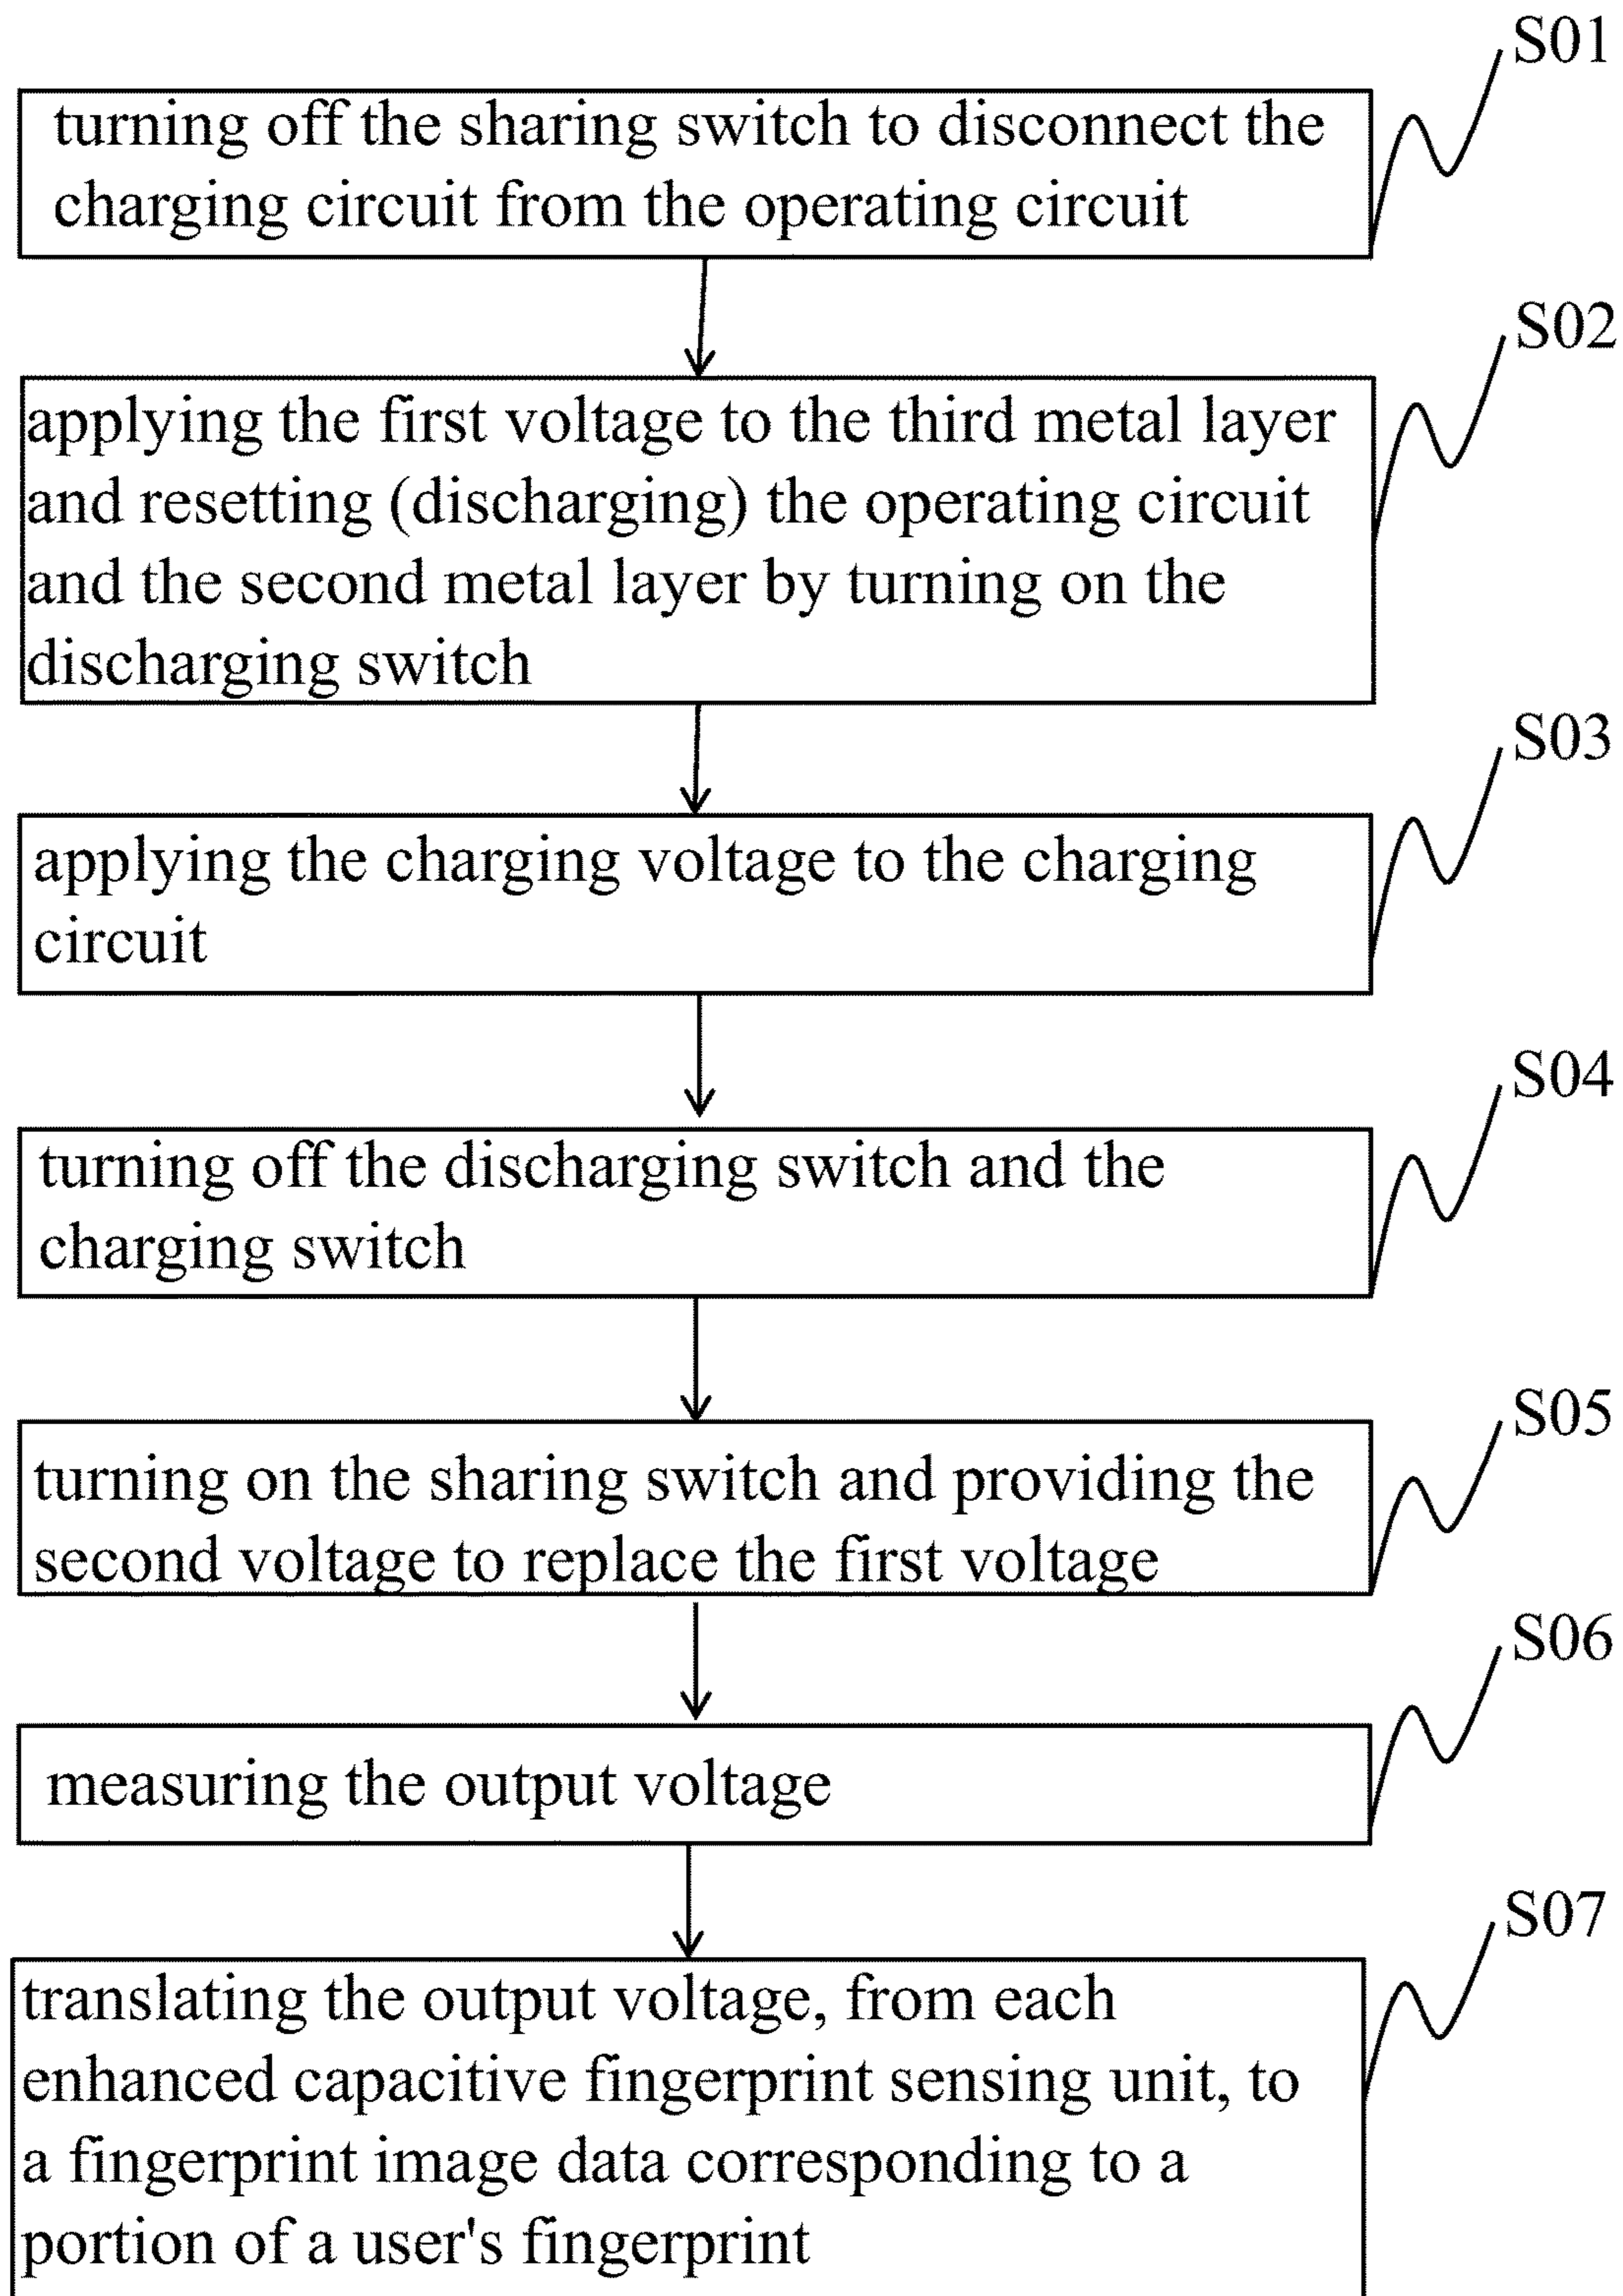 S01
turning off the sharing switch to disconnect the
charging circuit from the operating circuit
S02
applying the first voltage to the third metal layer
and resetting (discharging) the operating circuit
and the second metal layer by turning on the
discharging switch
S03
applying the charging voltage to the charging
circuit
S04
turning off the discharging switch and the
charging switch
S05
turning on the sharing switch and providing the
second voltage to replace the first voltage
S06
measuring the output voltage
S07
translating the output voltage, from each
enhanced capacitive fingerprint sensing unit, to
a fingerprint image data corresponding to a
portion of a user's fingerprint